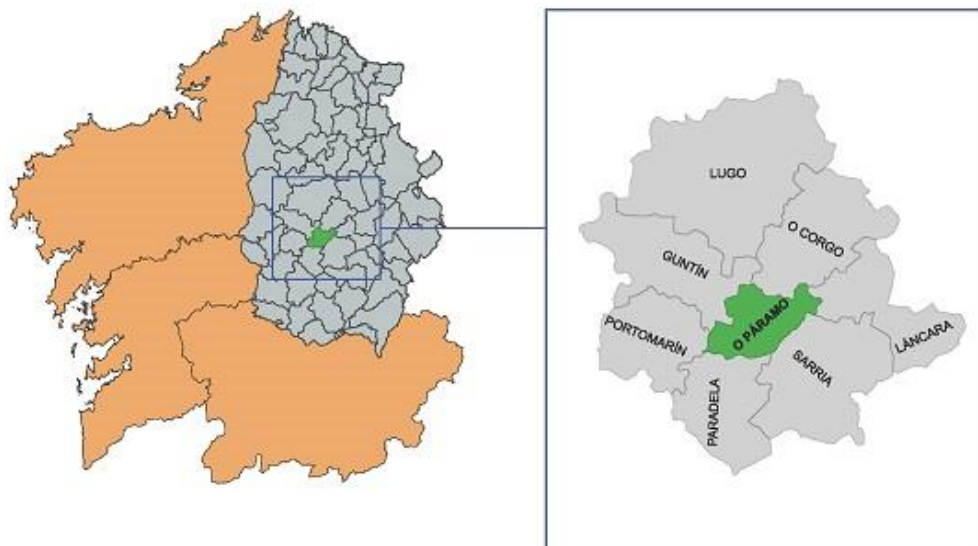 LUGO
O CORGO
GUNTÍN
O PÁRAMO
PORTOMARÍN
LÁNCARA
SARRIA
PARADELA